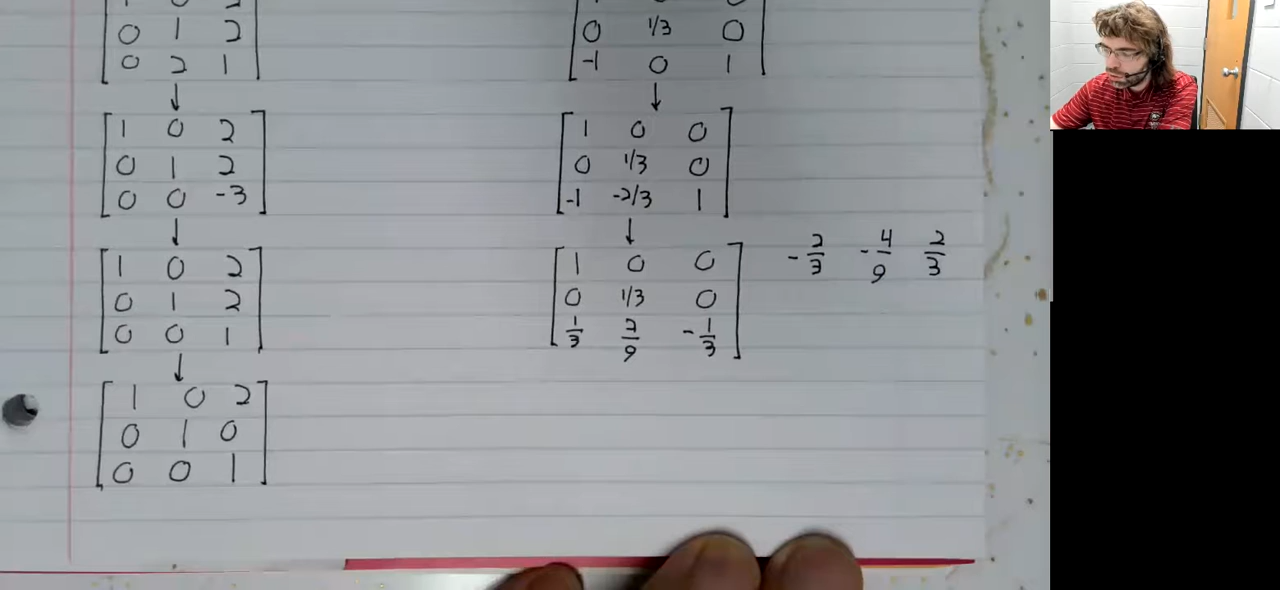 0 1 2
0 1/3 0
0 2 1
-1 0 1
↓
↓
1 0 2
1 0 0
0 1 2
0 1/3 0
0 0 -3
-1 -2/3 1
↓
↓
1 0 2
1 0 0
-2/3 -4/9 2/3
0 1 2
0 1/3 0
0 0 1
1/3 2/9 -1/3
↓
1 0 2
0 1 0
0 0 1